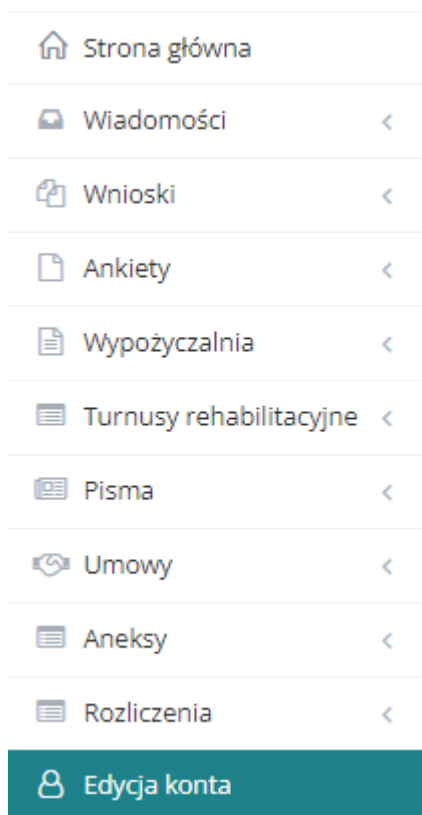 Strona główna
Wiadomości
Wnioski
Ankiety
Wypożyczalnia
Turnusy rehabilitacyjne
Pisma
Umowy
Aneksy
Rozliczenia
Edycja konta